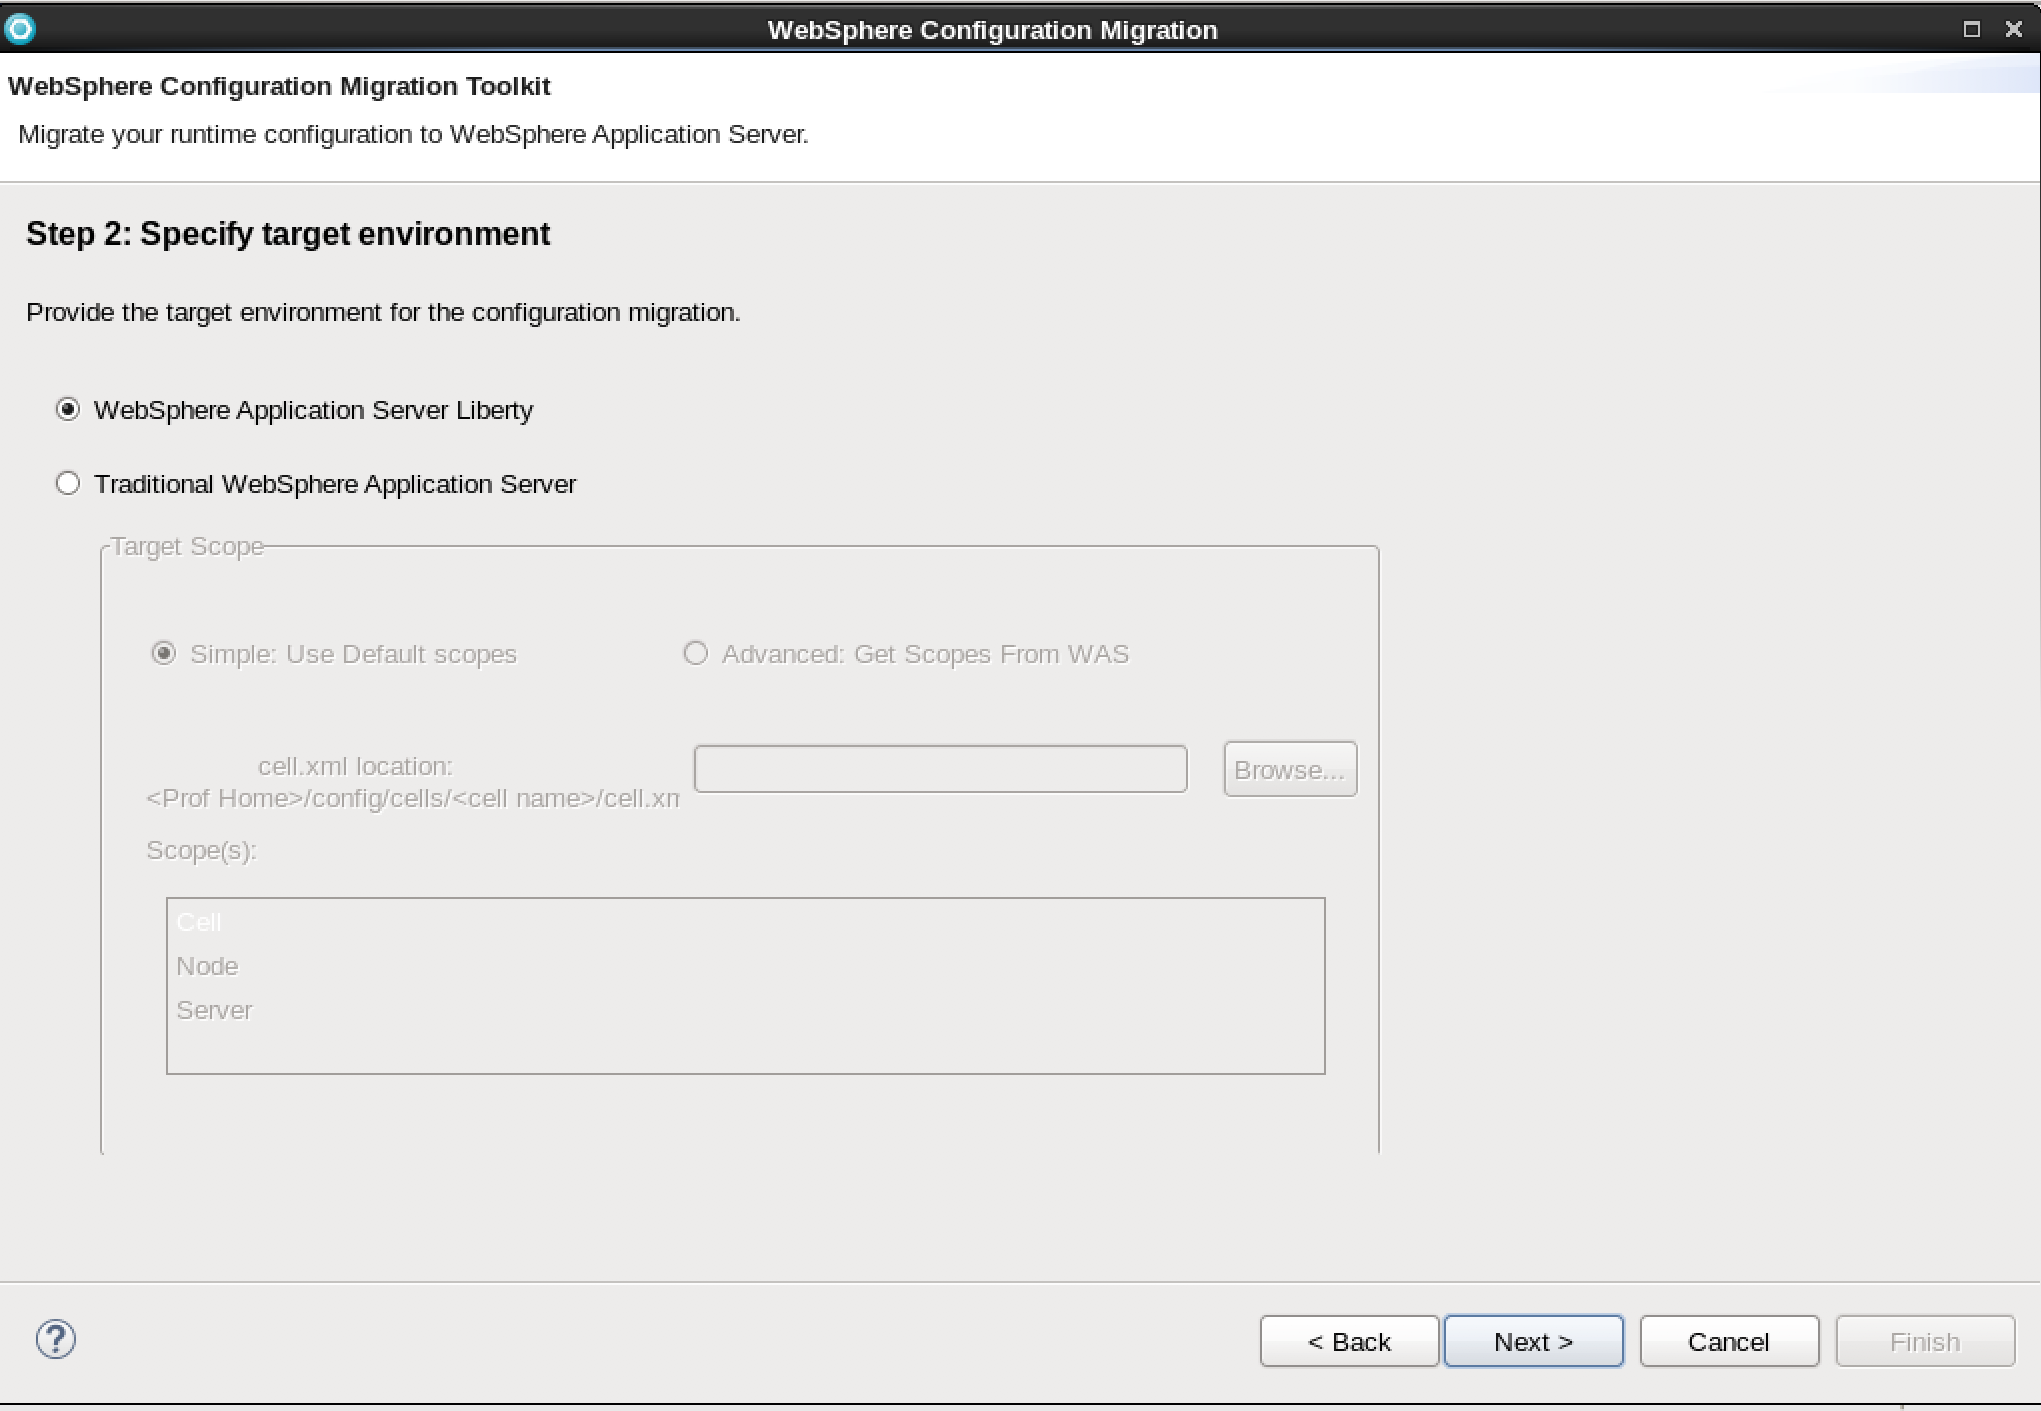 WebSphere Configuration Migration
WebSphere Configuration Migration Toolkit
Migrate your runtime configuration to WebSphere Application Server.
Step 2: Specify target environment
Provide the target environment for the configuration migration.
WebSphere Application Server Liberty
Traditional WebSphere Application Server
Target Scope
Simple: Use Default scopes
Advanced: Get Scopes From WAS
cell.xml location:
<Prof Home>/config/cells/<cell name>/cell.xm
Browse...
Scope(s):
Cell
Node
Server
?
< Back
Next >
Cancel
Finish